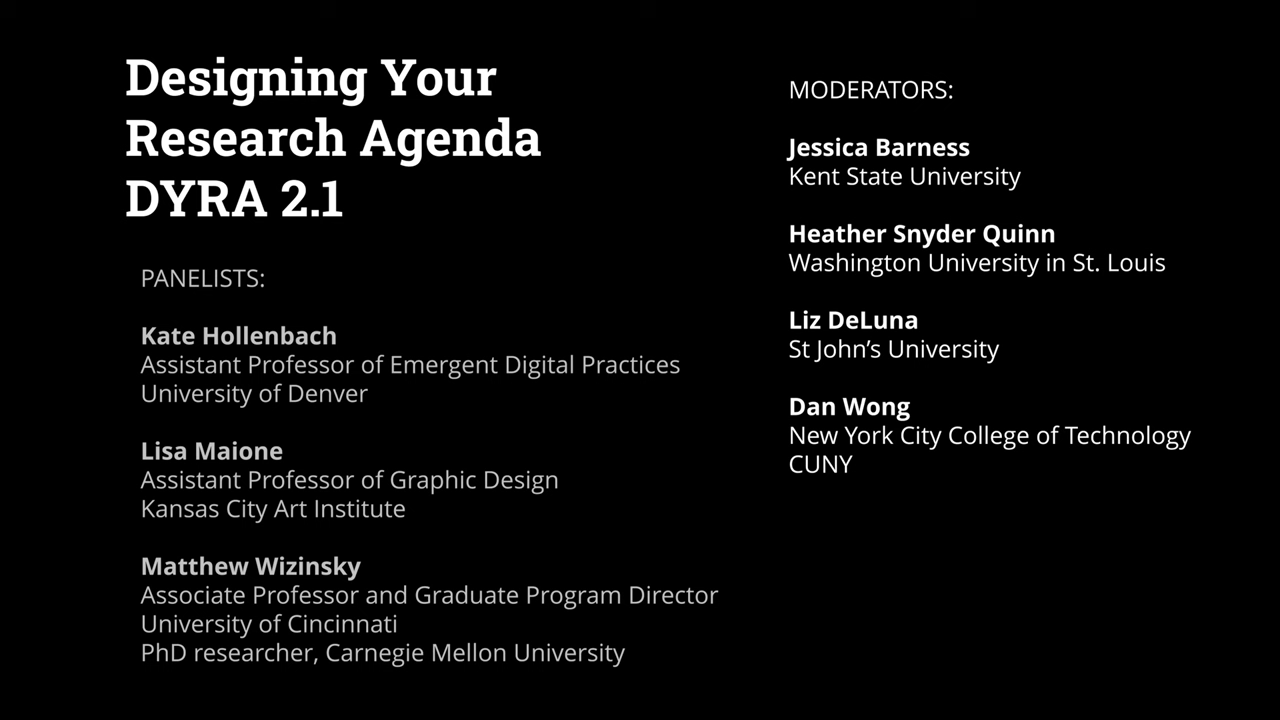 Designing Your
Research Agenda
DYRA 2.1
PANELISTS:
Kate Hollenbach
Assistant Professor of Emergent Digital Practices
University of Denver
Lisa Maione
Assistant Professor of Graphic Design
Kansas City Art Institute
Matthew Wizinsky
Associate Professor and Graduate Program Director
University of Cincinnati
PhD researcher, Carnegie Mellon University
MODERATORS:
Jessica Barness
Kent State University
Heather Snyder Quinn
Washington University in St. Louis
Liz DeLuna
St John’s University
Dan Wong
New York City College of Technology
CUNY